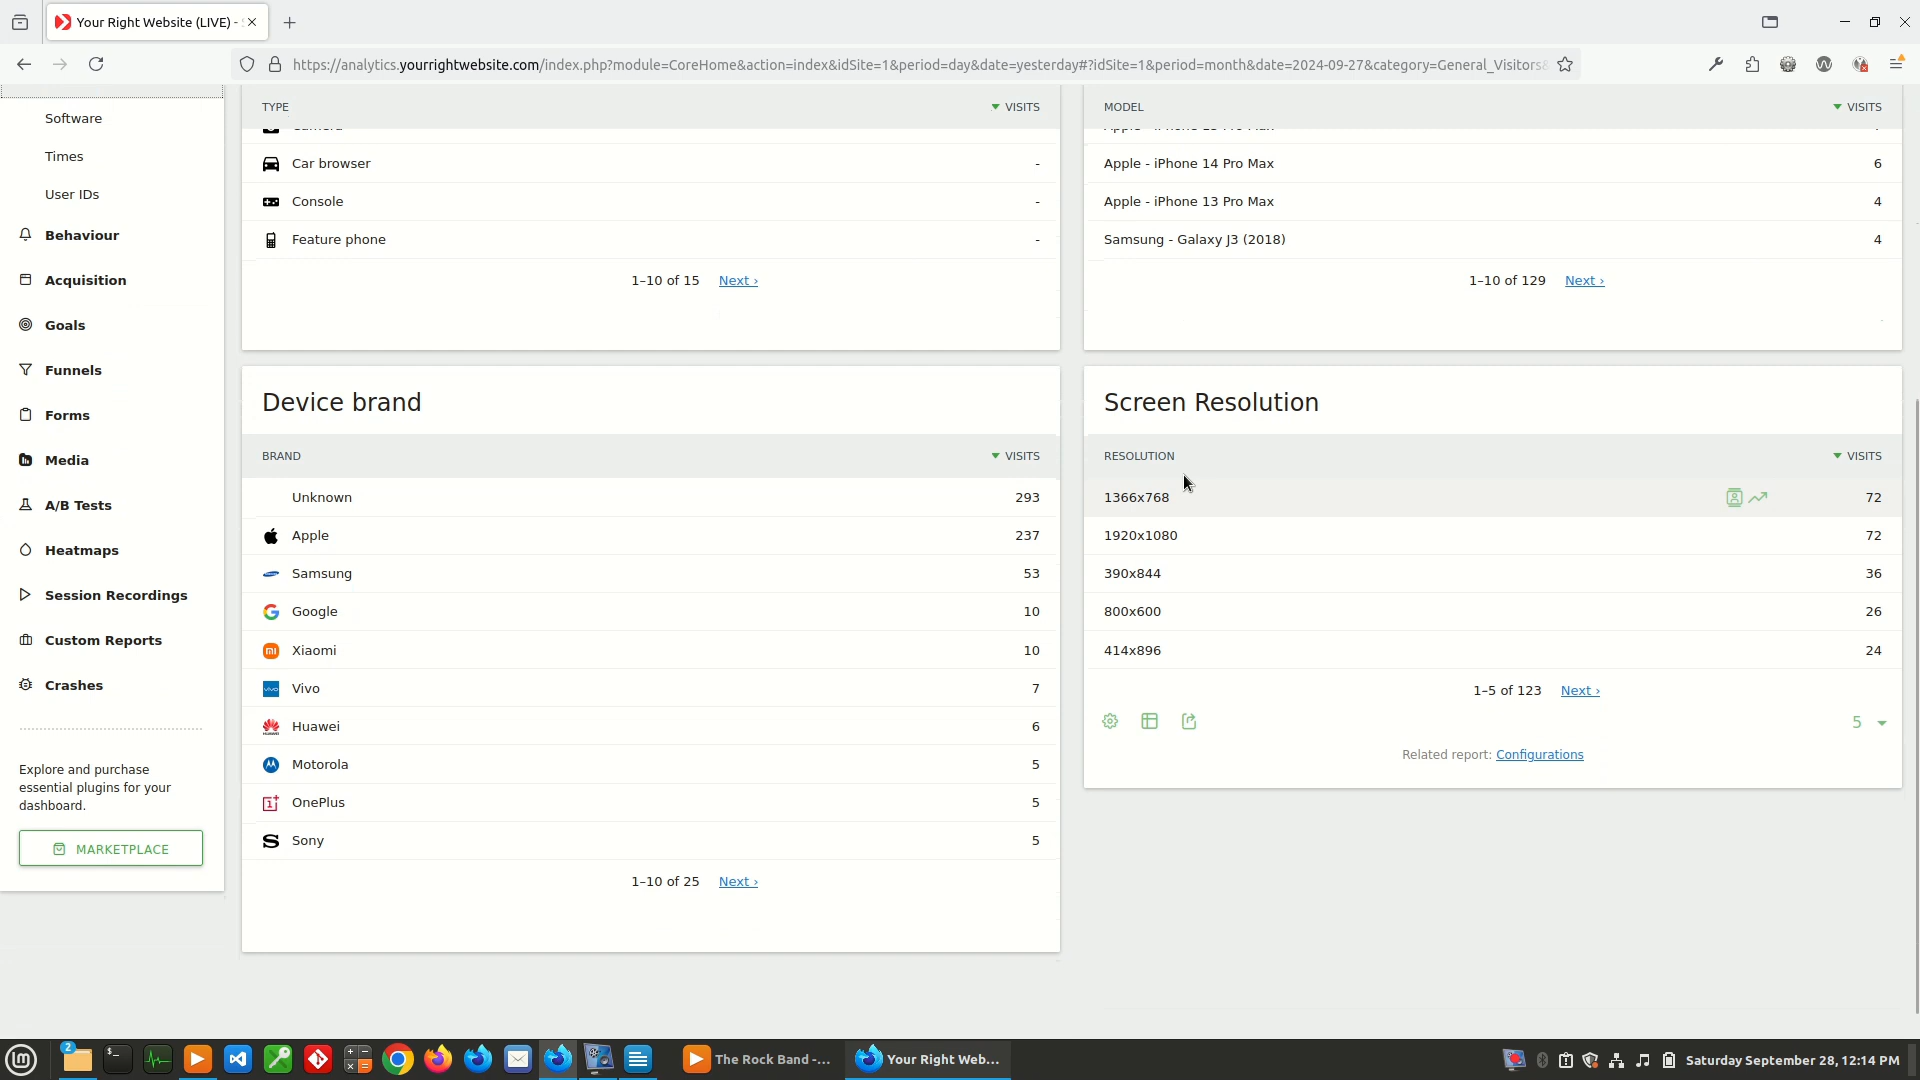 Your Right Website (LIVE) -
https://analytics.yourrightwebsite.com/index.php?module=CoreHome&action=index&idSite=1&period=day&date=yesterday#?idSite=1&period=month&date=2024-09-27&category=General_Visitors
Software
Times
User IDs
Behaviour
Acquisition
Goals
Funnels
Forms
Media
A/B Tests
Heatmaps
Session Recordings
Custom Reports
Crashes
Explore and purchase
essential plugins for your
dashboard.
MARKETPLACE
TYPE VISITS
Camera
Car browser -
Console -
Feature phone -
1–10 of 15 Next ›
MODEL VISITS
Pro Max
Apple - iPhone 14 Pro Max 6
Apple - iPhone 13 Pro Max 4
Samsung - Galaxy J3 (2018) 4
1–10 of 129 Next ›
Device brand
BRAND VISITS
Unknown 293
Apple 237
Samsung 53
Google 10
Xiaomi 10
Vivo 7
Huawei 6
Motorola 5
OnePlus 5
Sony 5
1–10 of 25 Next ›
Screen Resolution
RESOLUTION VISITS
1366x768 72
1920x1080 72
390x844 36
800x600 26
414x896 24
1–5 of 123 Next ›
5
Related report: Configurations
2
The Rock Band -...
Your Right Web...
Saturday September 28, 12:14 PM